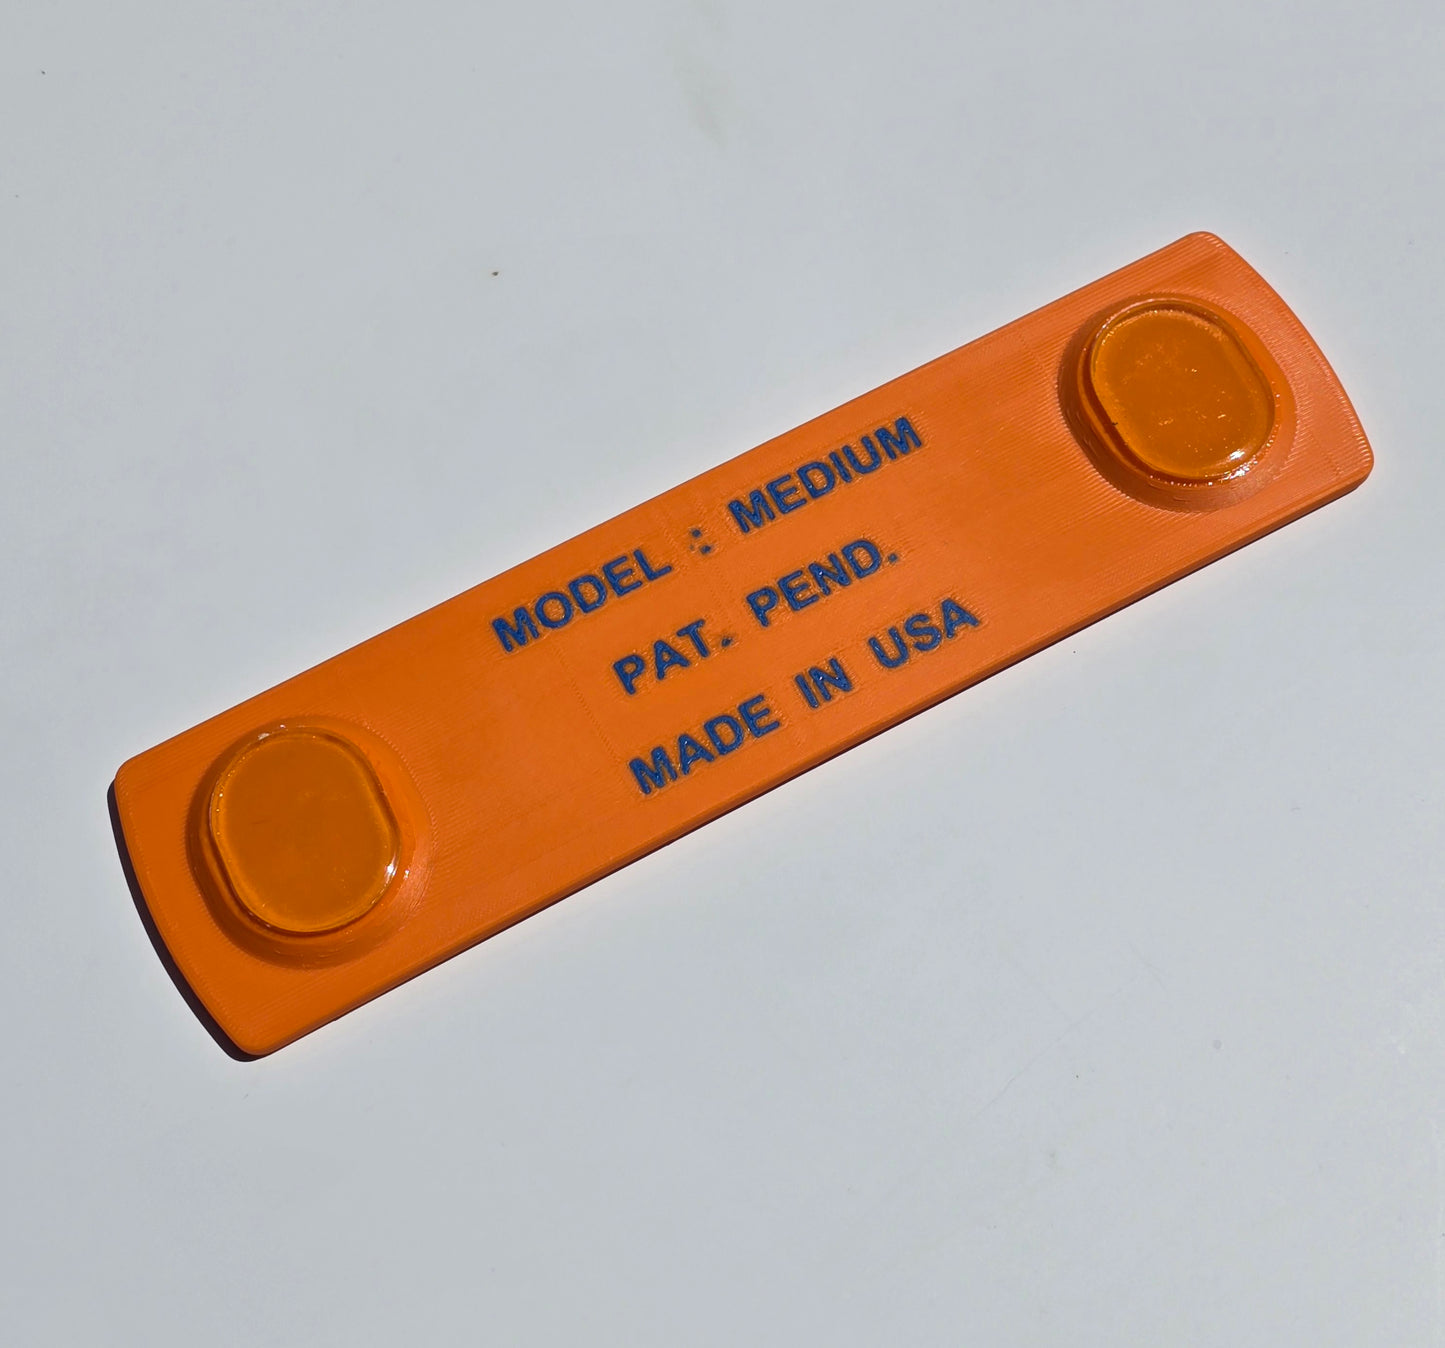 MODEL : MEDIUM
PAT. PEND.
MADE IN USA